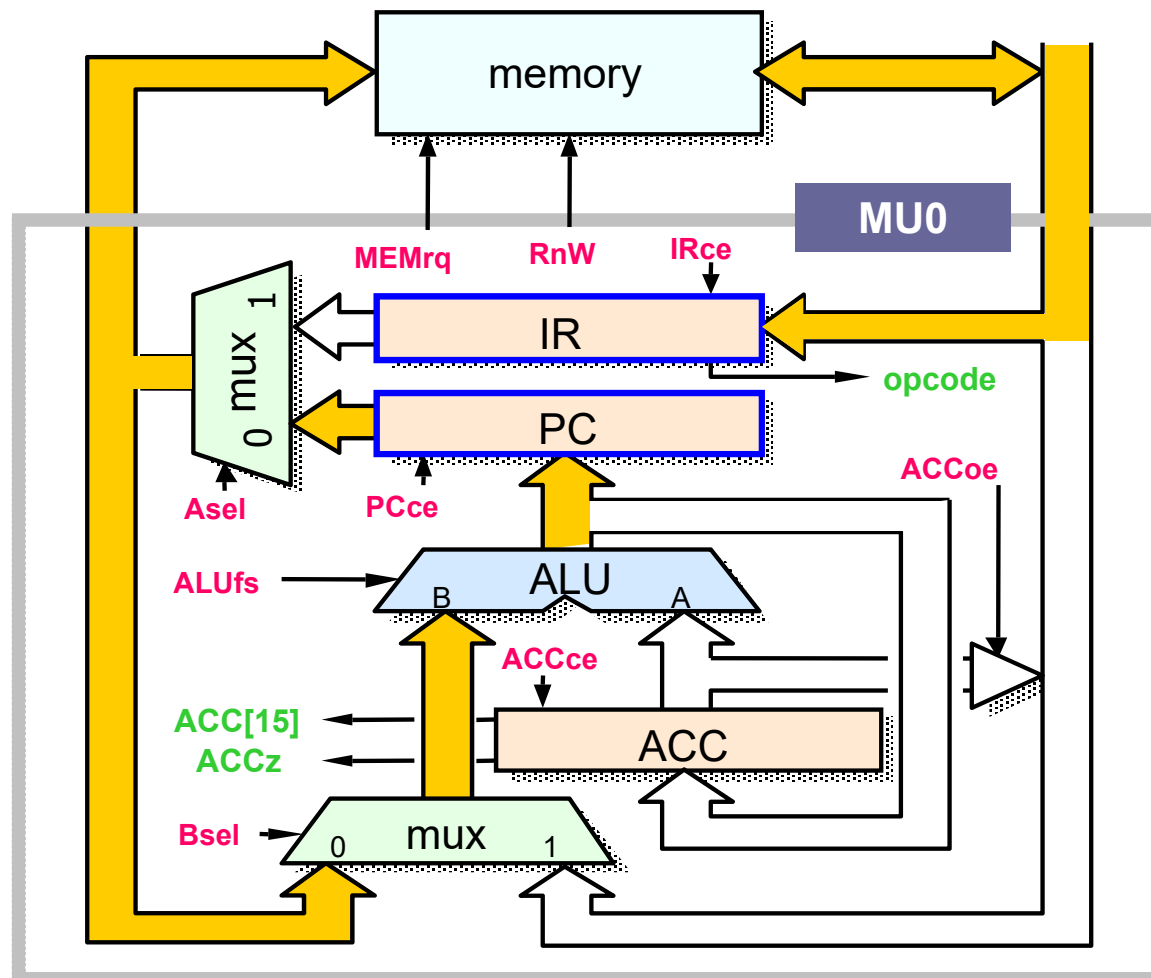 memory
MU0
MEMrq
RnW
IRce
1
mux
0
IR
opcode
PC
ACCoe
Asel
PCce
ALUfs
ALU
B
A
ACCce
ACC[15]
ACCz
ACC
Bsel
mux
0
1